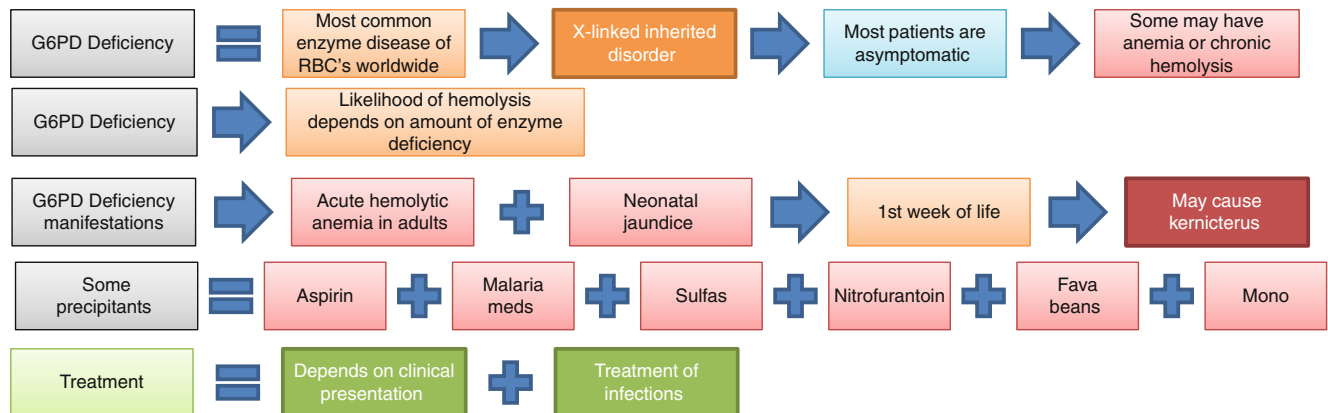 G6PD Deficiency
Most common
enzyme disease of
RBC's worldwide
X-linked inherited
disorder
Most patients are
asymptomatic
Some may have
anemia or chronic
hemolysis
G6PD Deficiency
Likelihood of hemolysis
depends on amount of enzyme
deficiency
G6PD Deficiency
manifestations
Acute hemolytic
anemia in adults
Neonatal
jaundice
1st week of life
May cause
kernicterus
Some
precipitants
Aspirin
Malaria
meds
Sulfas
Nitrofurantoin
Fava
beans
Mono
Treatment
Depends on clinical
presentation
Treatment of
infections